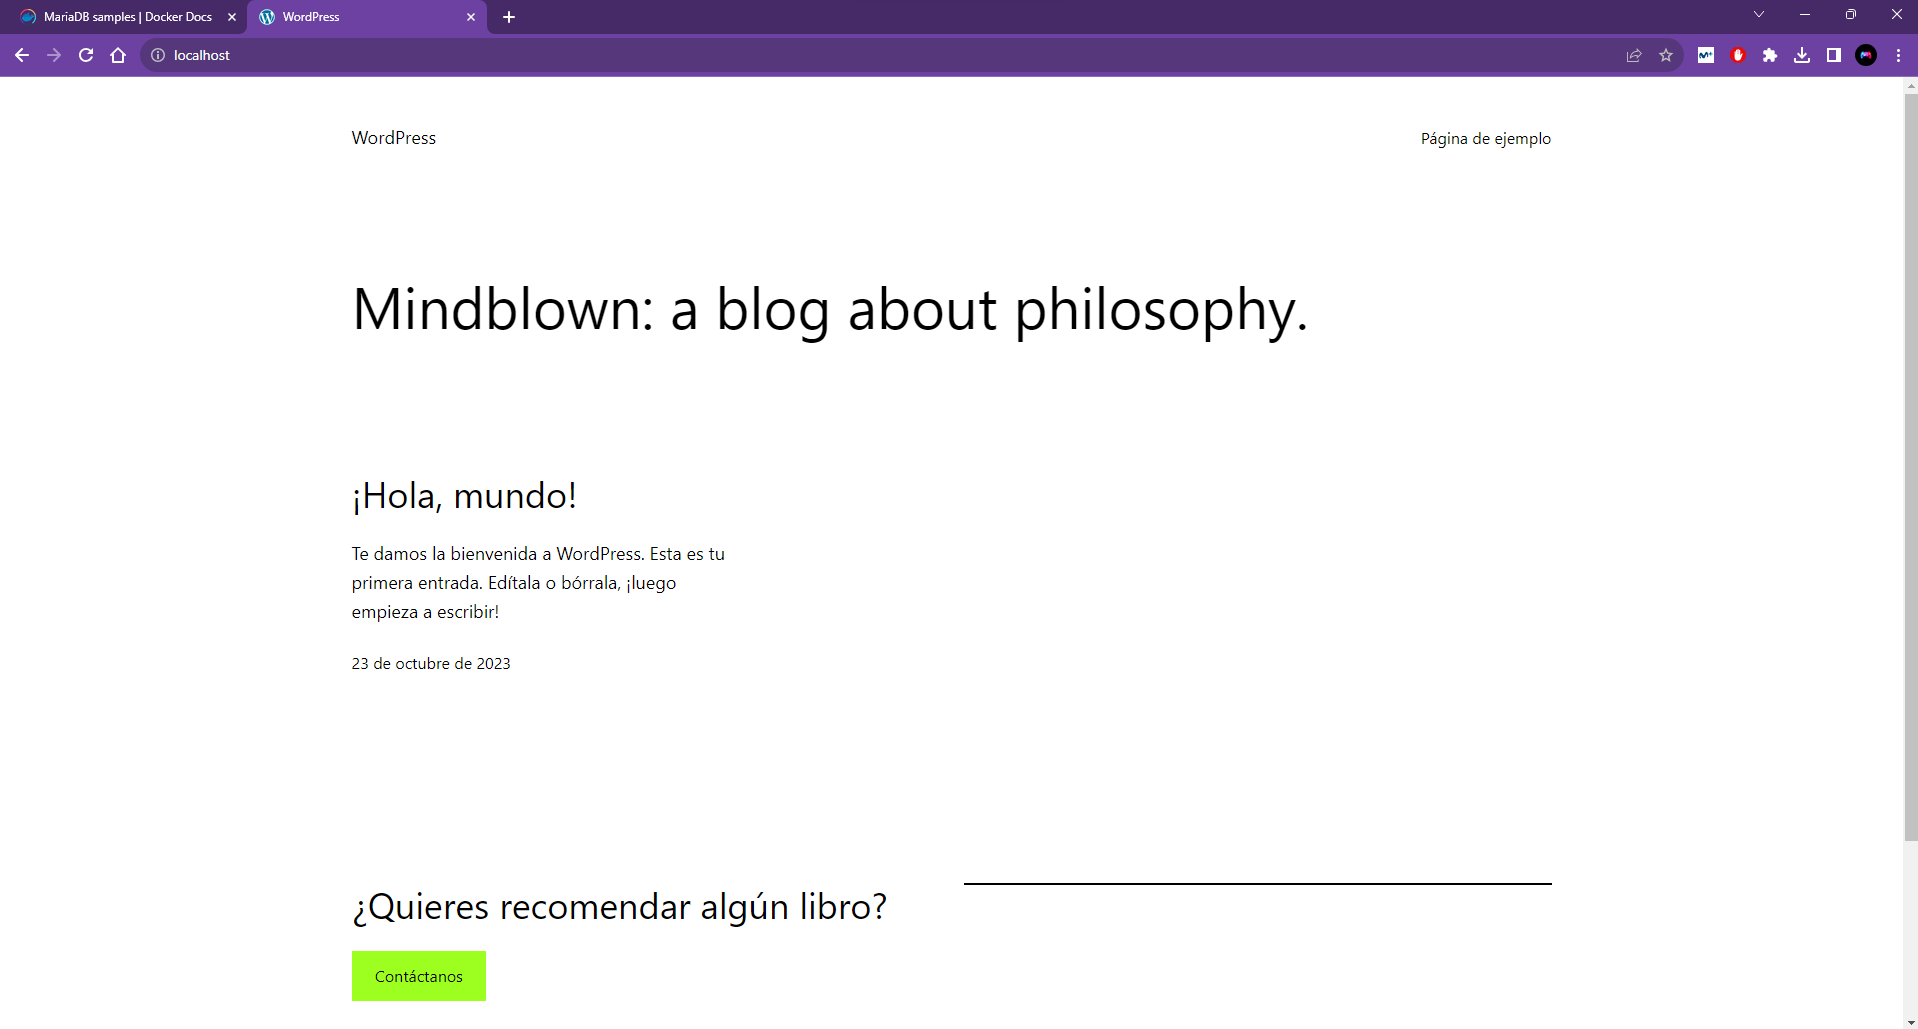 MariaDB samples | Docker Docs
WordPress
localhost
WordPress
Página de ejemplo
Mindblown: a blog about philosophy.
¡Hola, mundo!
Te damos la bienvenida a WordPress. Esta es tu
primera entrada. Edítala o bórrala, ¡luego
empieza a escribir!
23 de octubre de 2023
¿Quieres recomendar algún libro?
Contáctanos